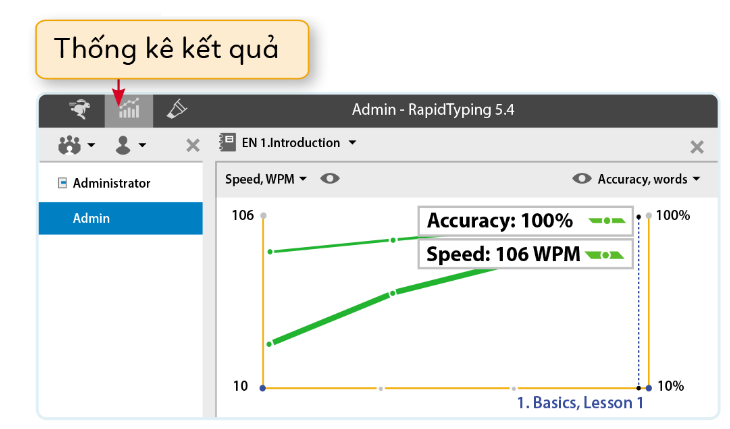 Thống kê kết quả
Admin - RapidTyping 5.4
EN 1.Introduction
Administrator
Admin
Speed, WPM
Accuracy, words
106
100%
Accuracy: 100%
Speed: 106 WPM
10
10%
1. Basics, Lesson 1